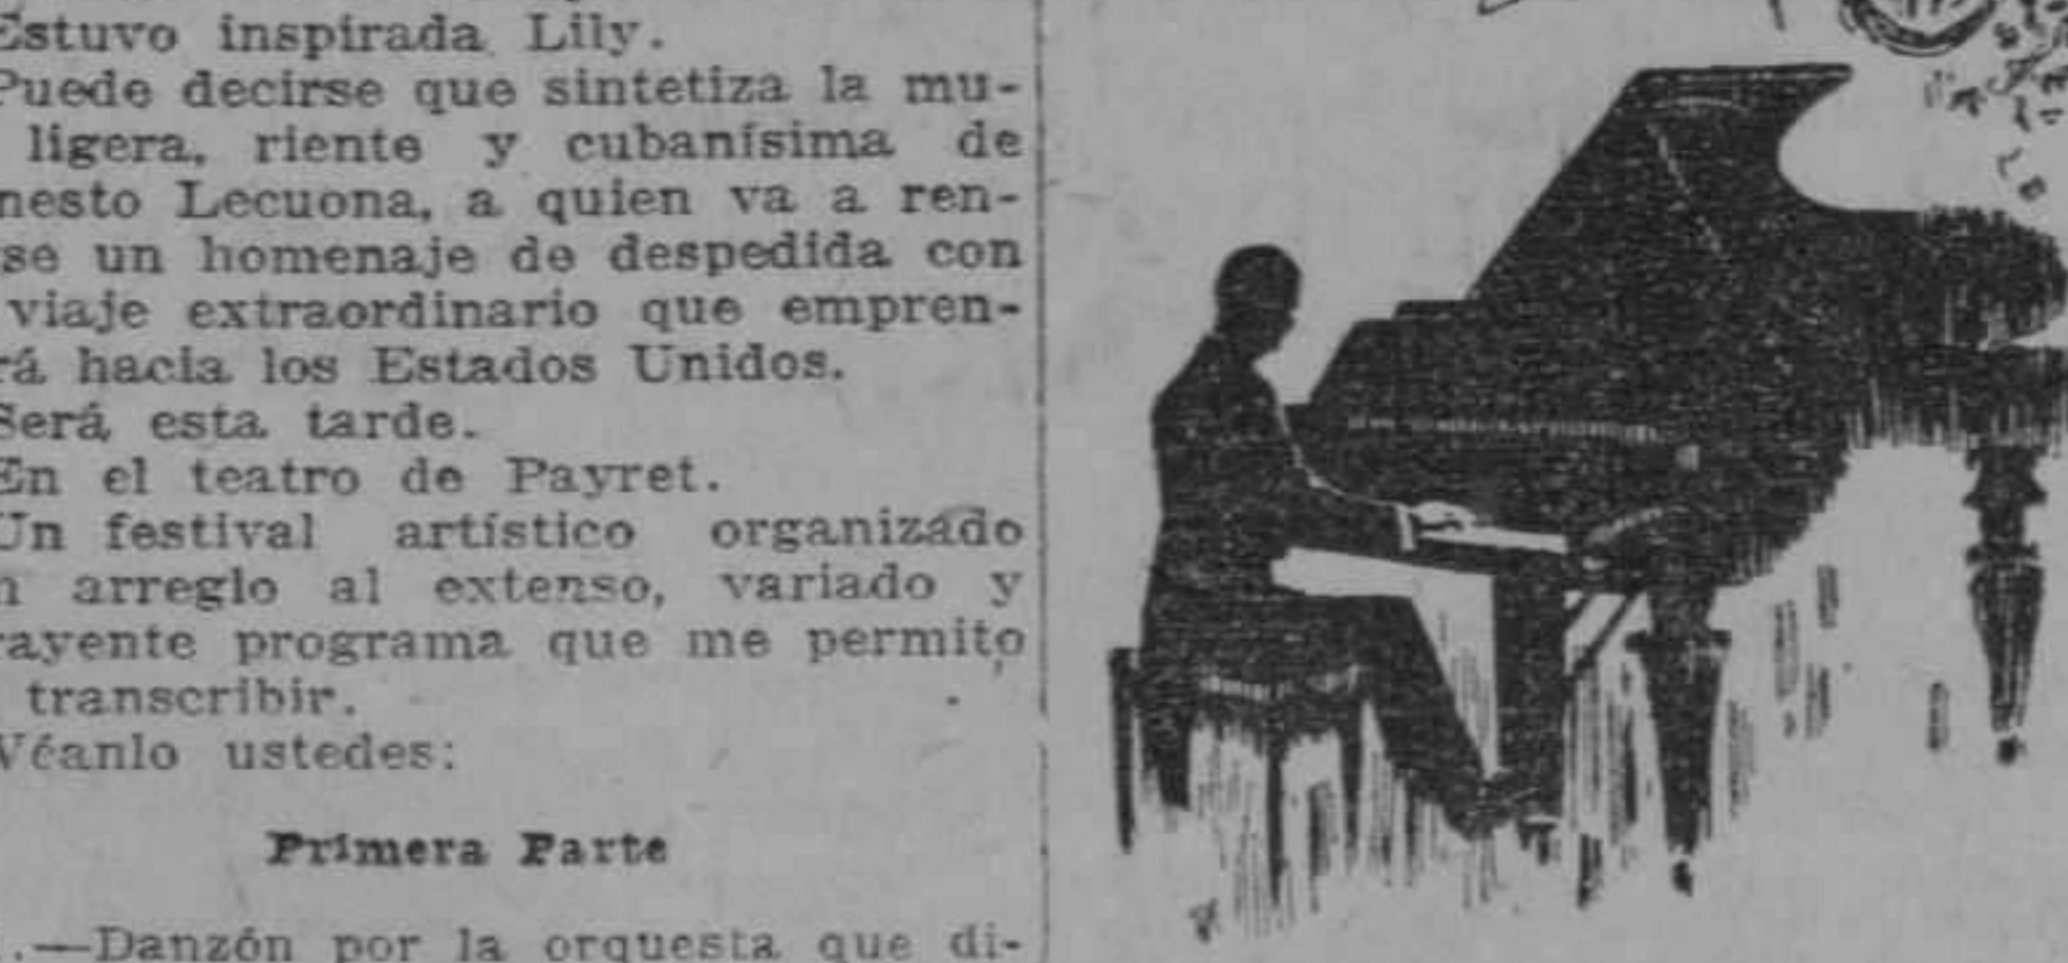 Estuvo inspirada Lily.
Puede decirse que sintetiza la mu-
ligera, riente y cubanísima de
nesto Lecuona, a quien va a ren-
se un homenaje de despedida con
viaje extraordinario que empren-
rá hacia los Estados Unidos.
Será esta tarde.
En el teatro de Payret.
Un festival artístico organizado
n arreglo al extenso, variado y
rayente programa que me permito
transcribir.
Véanlo ustedes:
Primera Parte
.—Danzón por la orquesta que di-